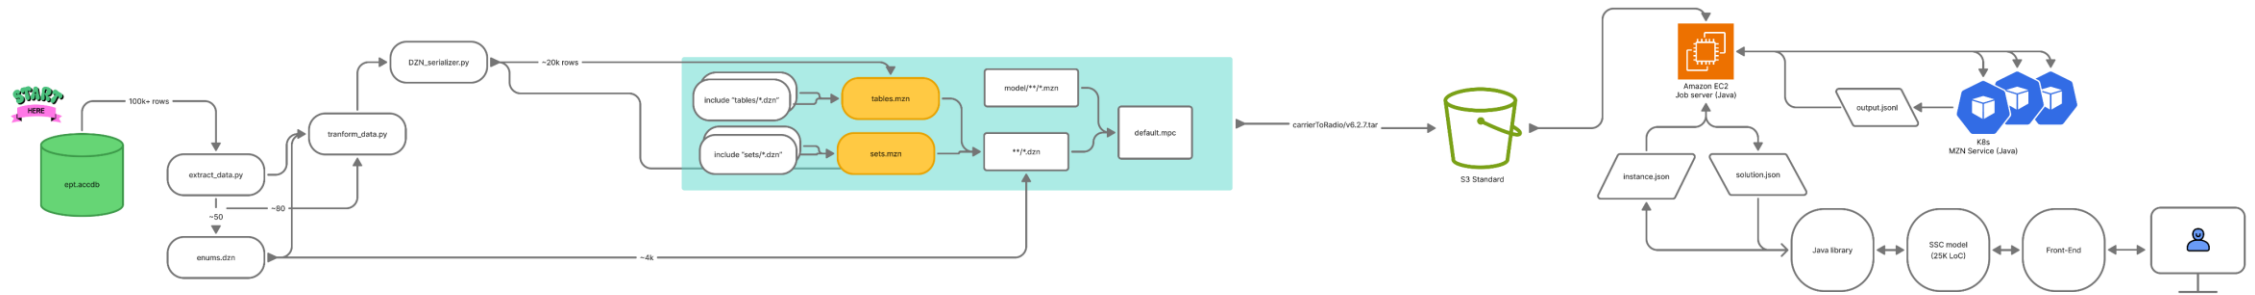 START
HERE
ept.accdb
100k+ rows
extract_data.py
~50
~80
enums.dzn
tranform_data.py
DZN_serializer.py
~20k rows
~4k
include "tables/*.dzn"
include "sets/*.dzn"
tables.mzn
sets.mzn
model/**/*.mzn
**/*.dzn
default.mpc
carrierToRadio/v6.2.7.tar
S3 Standard
Amazon EC2
Job server (Java)
output.jsonl
K8s
MZN Service (Java)
instance.json
solution.json
Java library
SSC model
(25K LoC)
Front-End